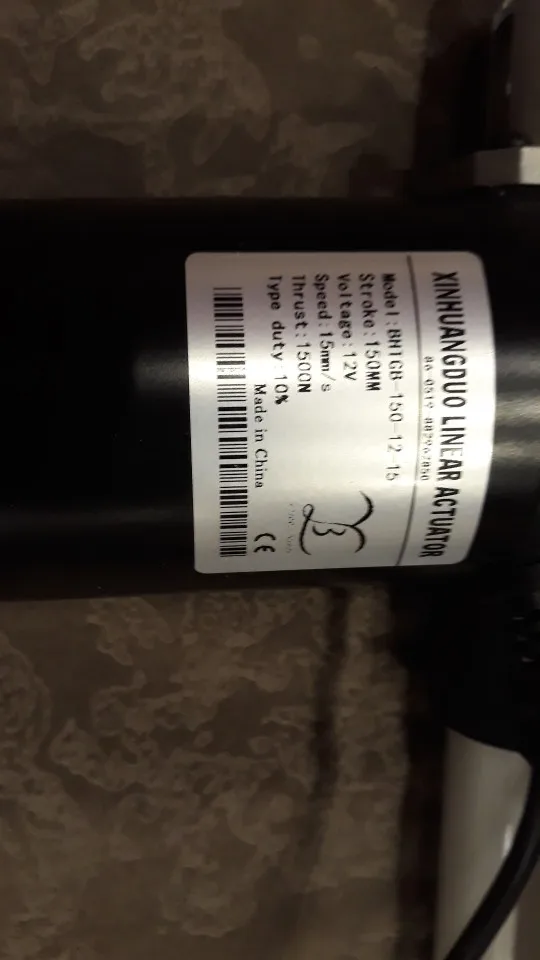 XINHUANGDUO LINEAR ACTUATOR
Model:BHTGB-150-12-15
Stroke:150MM
Voltage:12V
Speed:15mm/s
Thrust:1500N
Type duty:10%
Made in China
CE